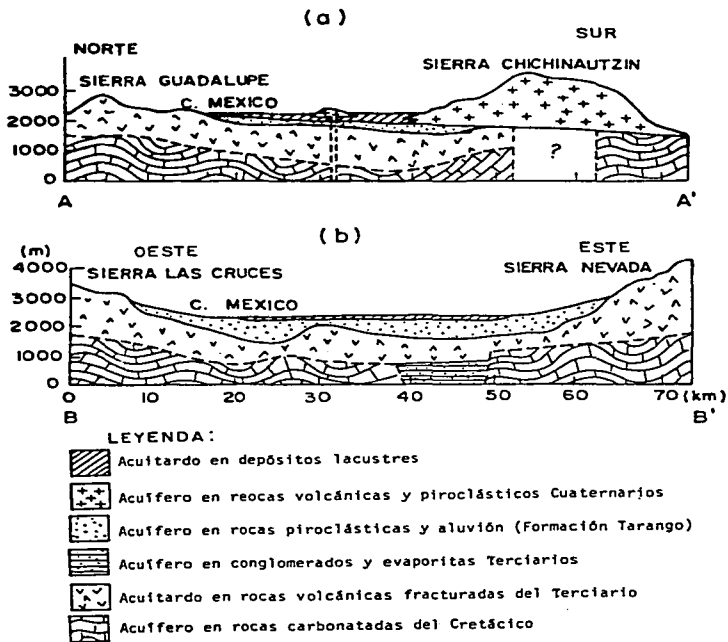 (a)
NORTE
SUR
SIERRA GUADALUPE
SIERRA CHICHINAUTZIN
C. MEXICO
3000
2000
1000
0
?
A
A'
(b)
(m)
OESTE
ESTE
4000
SIERRA LAS CRUCES
SIERRA NEVADA
3000
C. MEXICO
2000
1000
0
0 10 20 30 40 50 60 70 (km)
B
B'
LEYENDA:
Acuitardo en depósitos lacustres
Acuífero en reocas volcánicas y piroclásticos Cuaternarios
Acuífero en rocas piroclásticas y aluvión (Formación Tarango)
Acuífero en conglomerados y evaporitas Terciarios
Acuitardo en rocas volcánicas fracturadas del Terciario
Acuífero en rocas carbonatadas del Cretácico